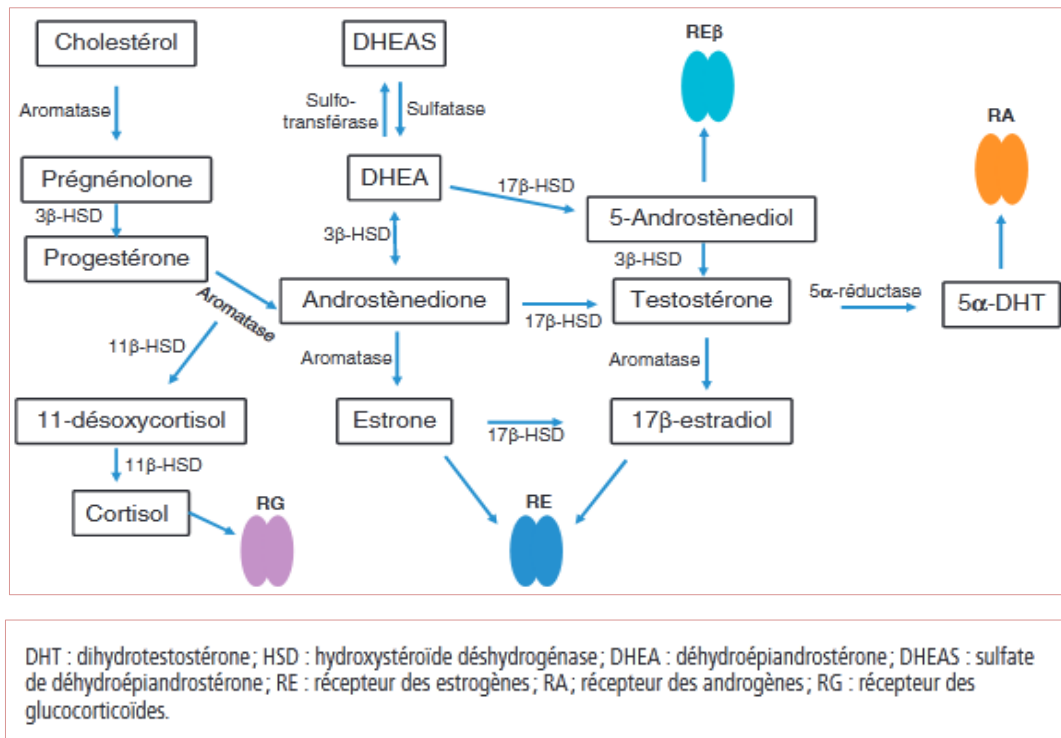 Cholestérol
DHEAS
REβ
RA
Aromatase
Sulfo-
transférase
Sulfatase
Prégnénolone
DHEA
17β-HSD
5-Androstènediol
3β-HSD
3β-HSD
3β-HSD
Progestérone
Aromatase
Androstènedione
17β-HSD
Testostérone
5α-réductase
5α-DHT
11β-HSD
Aromatase
Aromatase
11-désoxycortisol
Estrone
17β-HSD
17β-estradiol
11β-HSD
Cortisol
RG
RE
DHT : dihydrotestostérone; HSD : hydroxystéroïde déshydrogénase; DHEA : déhydroépiandrostérone; DHEAS : sulfate
de déhydroépiandrostérone; RE : récepteur des estrogènes; RA; récepteur des androgènes; RG : récepteur des
glucocorticoïdes.